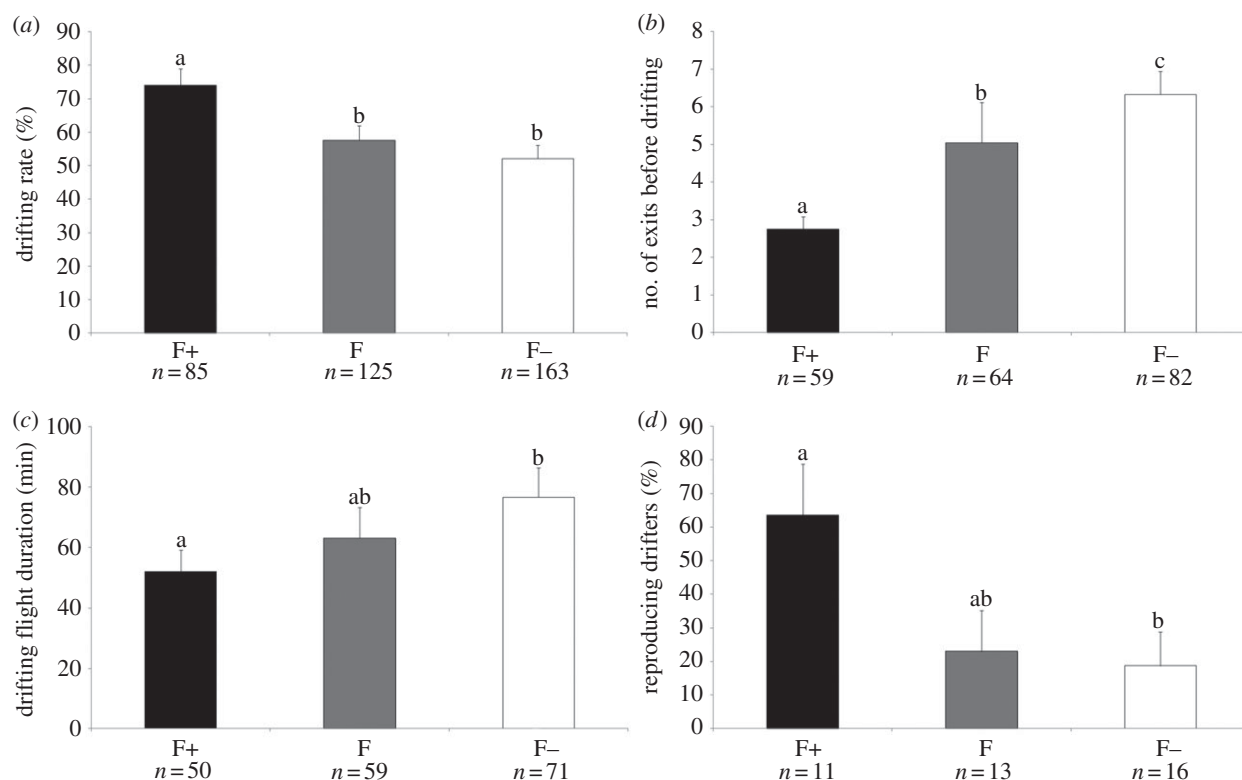 (a)
90
80
70
60
50
40
30
20
10
0
drifting rate (%)
a
b
b
F+
F
F–
n=85
n=125
n=163
(b)
8
7
6
5
4
3
2
1
0
no. of exits before drifting
a
b
c
F+
F
F–
n=59
n=64
n=82
(c)
100
80
60
40
20
0
drifting flight duration (min)
a
ab
b
F+
F
F–
n=50
n=59
n=71
(d)
90
80
70
60
50
40
30
20
10
0
reproducing drifters (%)
a
ab
b
F+
F
F–
n=11
n=13
n=16